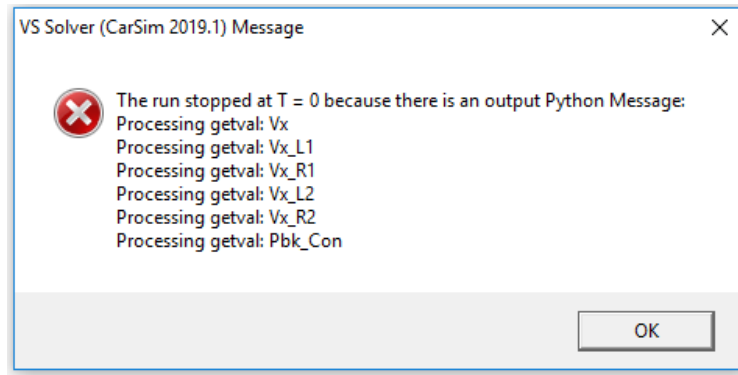 VS Solver (CarSim 2019.1) Message
The run stopped at T = 0 because there is an output Python Message:
Processing getval: Vx
Processing getval: Vx_L1
Processing getval: Vx_R1
Processing getval: Vx_L2
Processing getval: Vx_R2
Processing getval: Pbk_Con
OK